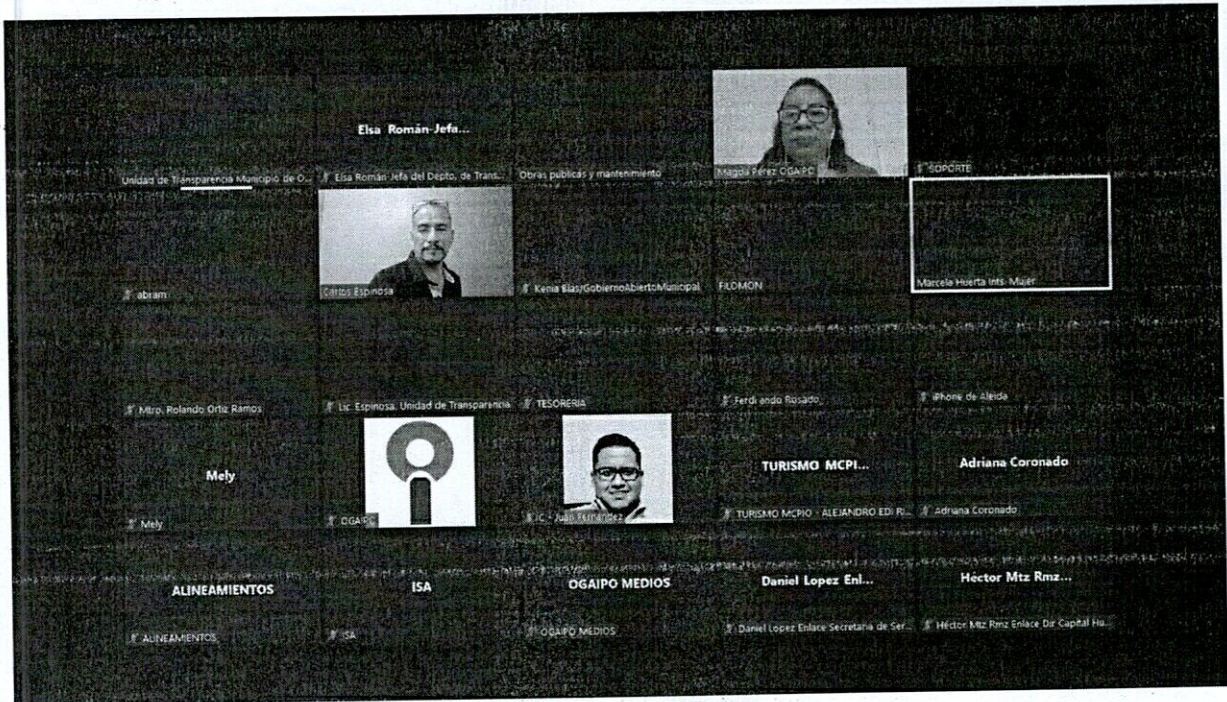 Elsa Román-Jefa...
Unidad de Transparencia Municipio de O...
Elsa Román-Jefa del Depto. de Trans...
Obras publicas y mantenimiento
Magda Pérez OGAIPO
SOPORTE
abram
Carlos Espinosa
Kenia Blas/GobiernoAbiertoMunicipal
FILOMON
Marcela Huerta Ints. Mujer
Mtro. Rolando Ortiz Ramos
Lic. Espinosa. Unidad de Transparencia
TESORERIA
Ferdinando Rosado
iPhone de Aleida
Mely
TURISMO MCPI...
Adriana Coronado
Mely
OGAIPO
Juan Fernandez
TURISMO MCPIO - ALEJANDRO EDI RI...
Adriana Coronado
ALINEAMIENTOS
ISA
OGAIPO MEDIOS
Daniel Lopez Enl...
Héctor Mtz Rmz...
ALINEAMIENTOS
ISA
OGAIPO MEDIOS
Daniel Lopez Enlace Secretaria de Ser...
Héctor Mtz Rmz Enlace Dir Capital Hu...